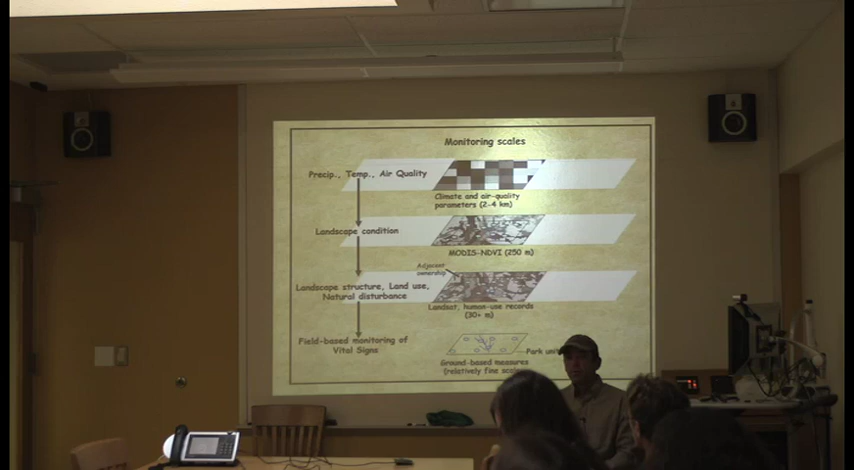 Monitoring scales
Precip., Temp., Air Quality
Climate and air-quality
parameters (2-4 km)
Landscape condition
MODIS-NDVI (250 m)
Adjacent
ownership
Landscape structure, Land use,
Natural disturbance
Landsat, human-use records
(30+ m)
Field-based monitoring of
Vital Signs
Park
Ground-based measures
(relatively fine